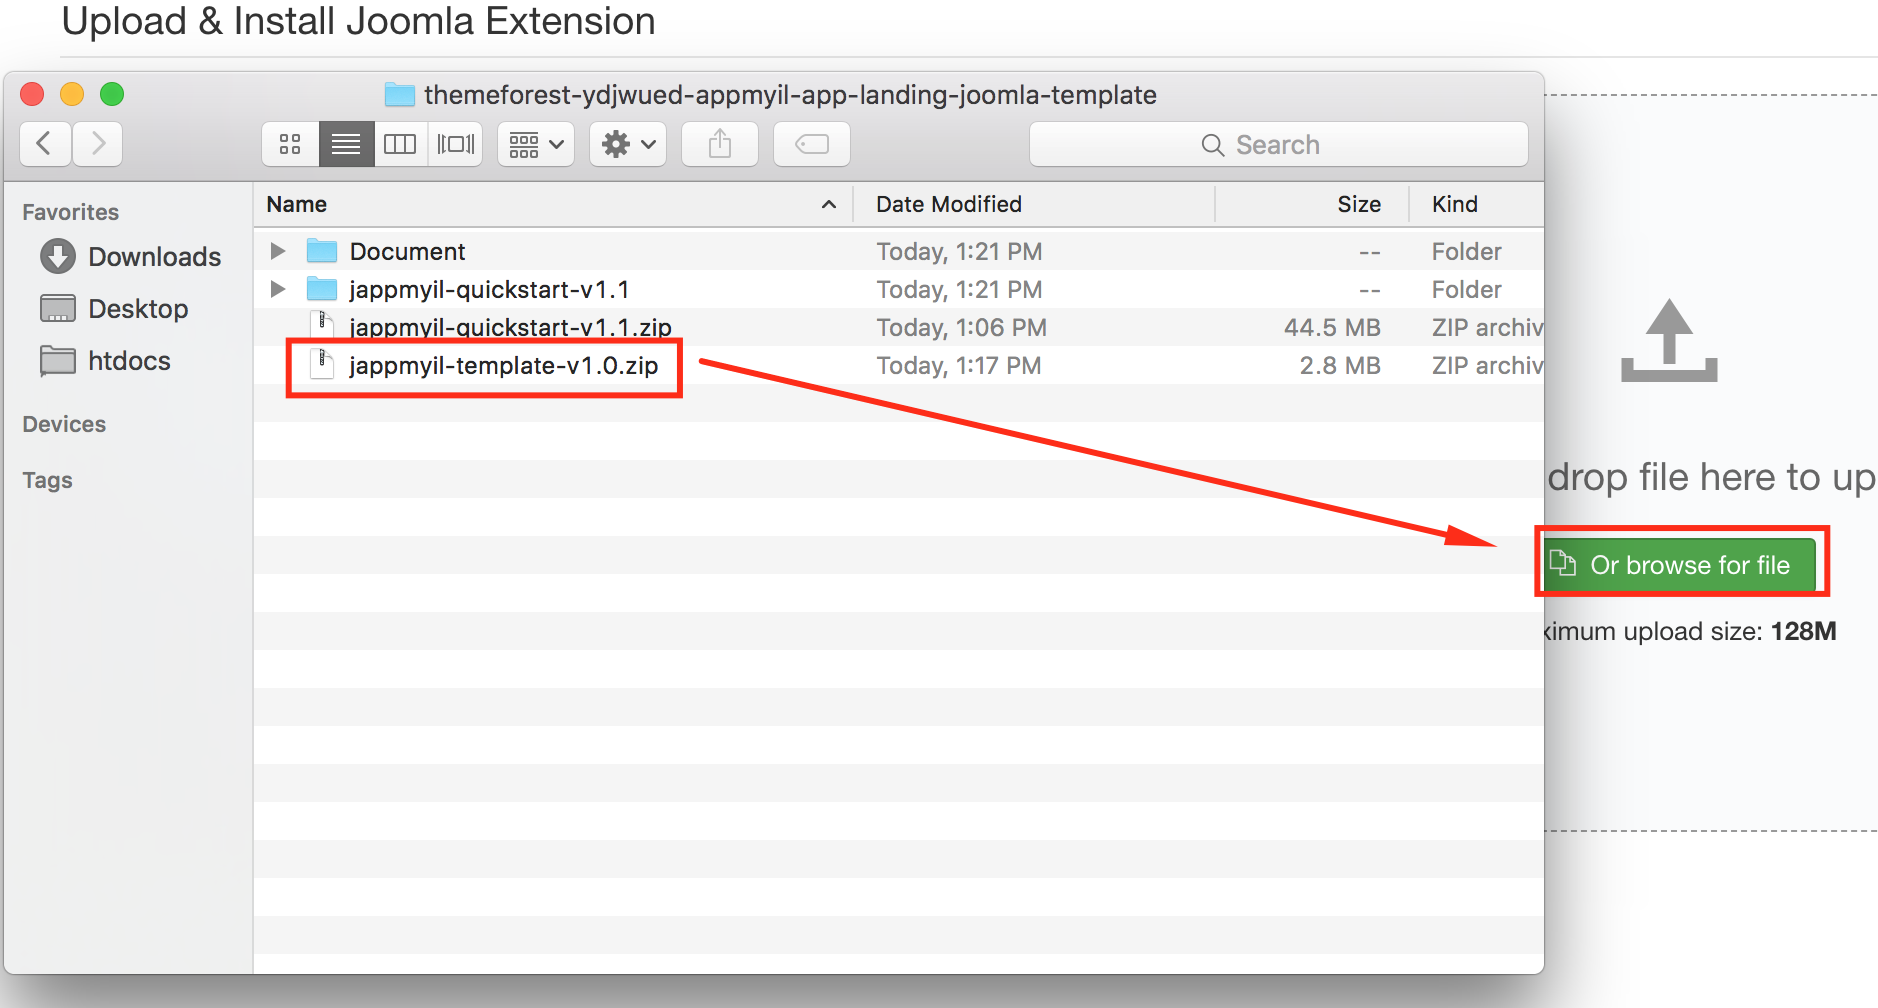 Upload & Install Joomla Extension
themeforest-ydjwued-appmyil-app-landing-joomla-template
Search
Favorites
Downloads
Desktop
htdocs
Devices
Tags
Name Date Modified Size Kind
Document Today, 1:21 PM -- Folder
jappmyil-quickstart-v1.1 Today, 1:21 PM -- Folder
jappmyil-quickstart-v1.1.zip Today, 1:06 PM 44.5 MB ZIP archiv
jappmyil-template-v1.0.zip Today, 1:17 PM 2.8 MB ZIP archiv
drop file here to up
Or browse for file
ximum upload size: 128M